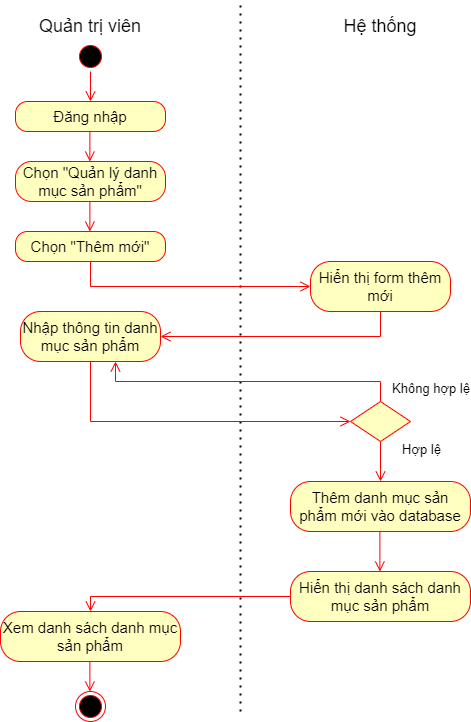 Quản trị viên
Hệ thống
Đăng nhập
Chọn "Quản lý danh
mục sản phẩm"
Chọn "Thêm mới"
Hiển thị form thêm
mới
Nhập thông tin danh
mục sản phẩm
Không hợp lệ
Hợp lệ
Thêm danh mục sản
phẩm mới vào database
Hiển thị danh sách danh
mục sản phẩm
Xem danh sách danh mục
sản phẩm